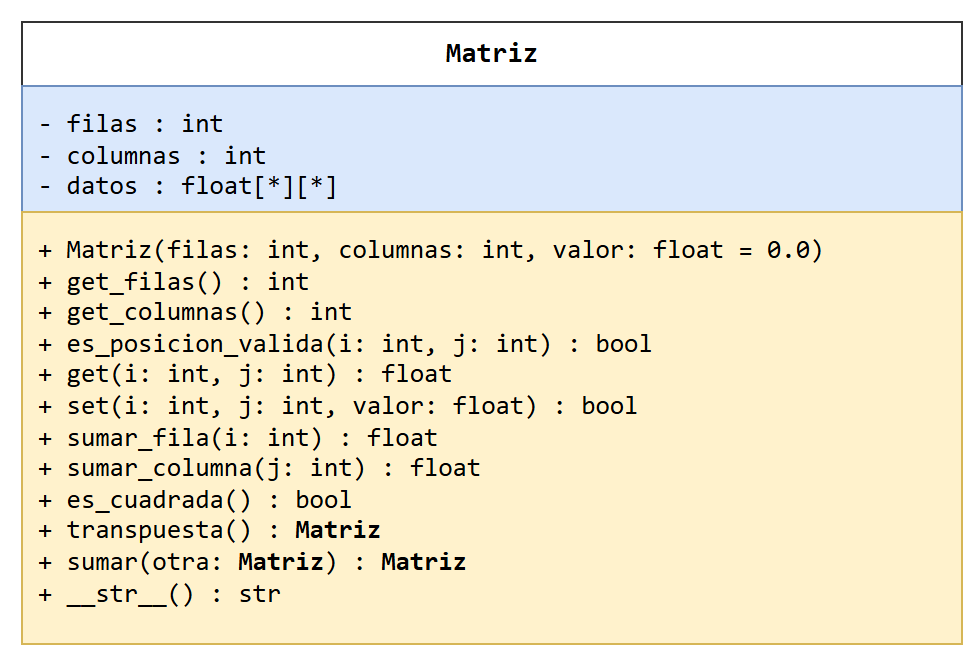 Matriz
- filas : int
- columnas : int
- datos : float[*][*]
+ Matriz(filas: int, columnas: int, valor: float = 0.0)
+ get_filas() : int
+ get_columnas() : int
+ es_posicion_valida(i: int, j: int) : bool
+ get(i: int, j: int) : float
+ set(i: int, j: int, valor: float) : bool
+ sumar_fila(i: int) : float
+ sumar_columna(j: int) : float
+ es_cuadrada() : bool
+ transpuesta() : Matriz
+ sumar(otra: Matriz) : Matriz
+ __str__() : str